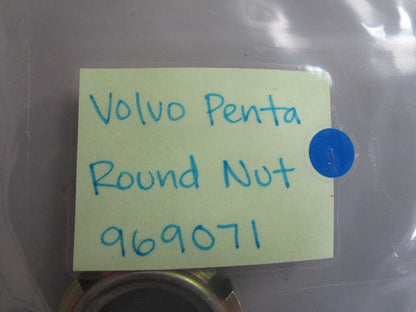 Volvo Penta
Round Nut
969071